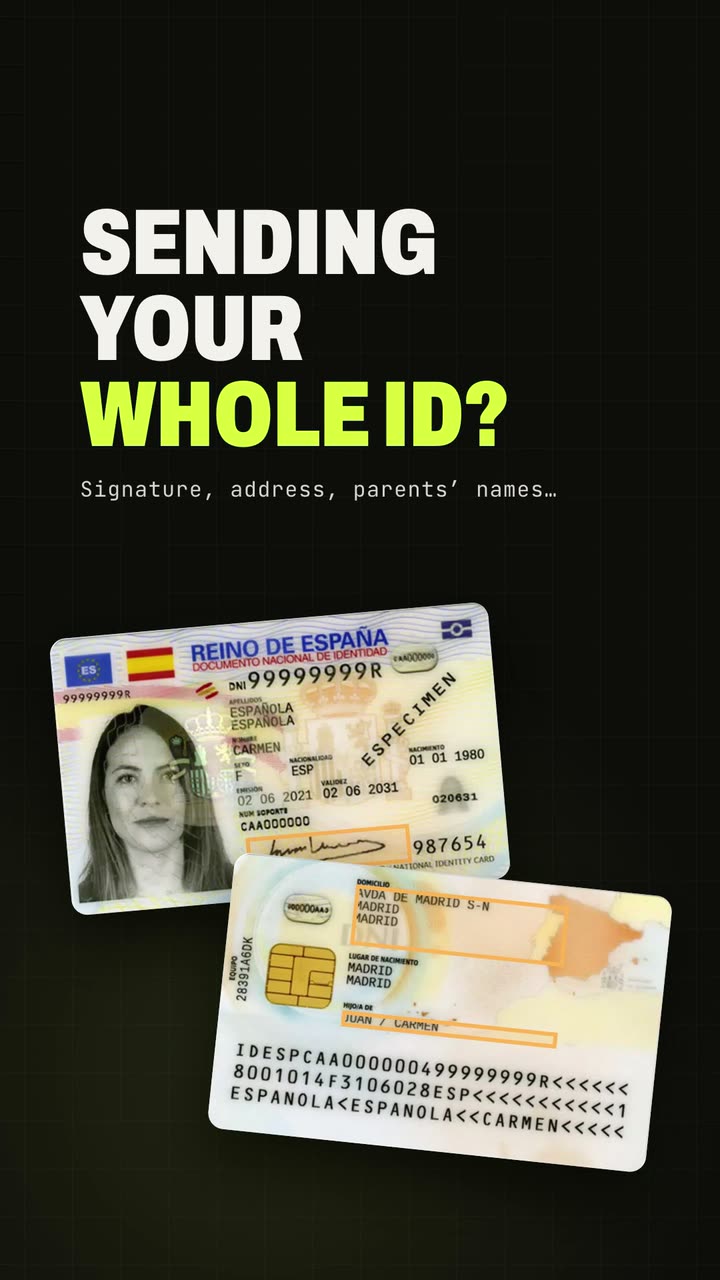 SENDING
YOUR
WHOLE ID?
Signature, address, parents’ names…
ES
REINO DE ESPAÑA
DOCUMENTO NACIONAL DE IDENTIDAD
99999999R
DNI 99999999R
CAA000000
APELLIDOS
ESPAÑOLA
ESPAÑOLA
NOMBRE
CARMEN
SEXO
F
NACIONALIDAD
ESP
NACIMIENTO
01 01 1980
EMISIÓN
02 06 2021
VALIDEZ
02 06 2031
ESPECIMEN
020631
NUM SOPORTE
CAA000000
987654
NATIONAL IDENTITY CARD
DOMICILIO
AVDA DE MADRID S-N
MADRID
MADRID
DNI
LUGAR DE NACIMIENTO
MADRID
MADRID
EQUIPO
28391A6DK
HIJO/A DE
JUAN / CARMEN
IDESPCAA000000499999999R<<<<<<
8001014F3106028ESP<<<<<<<<<<<1
ESPANOLA<ESPANOLA<<CARMEN<<<<<